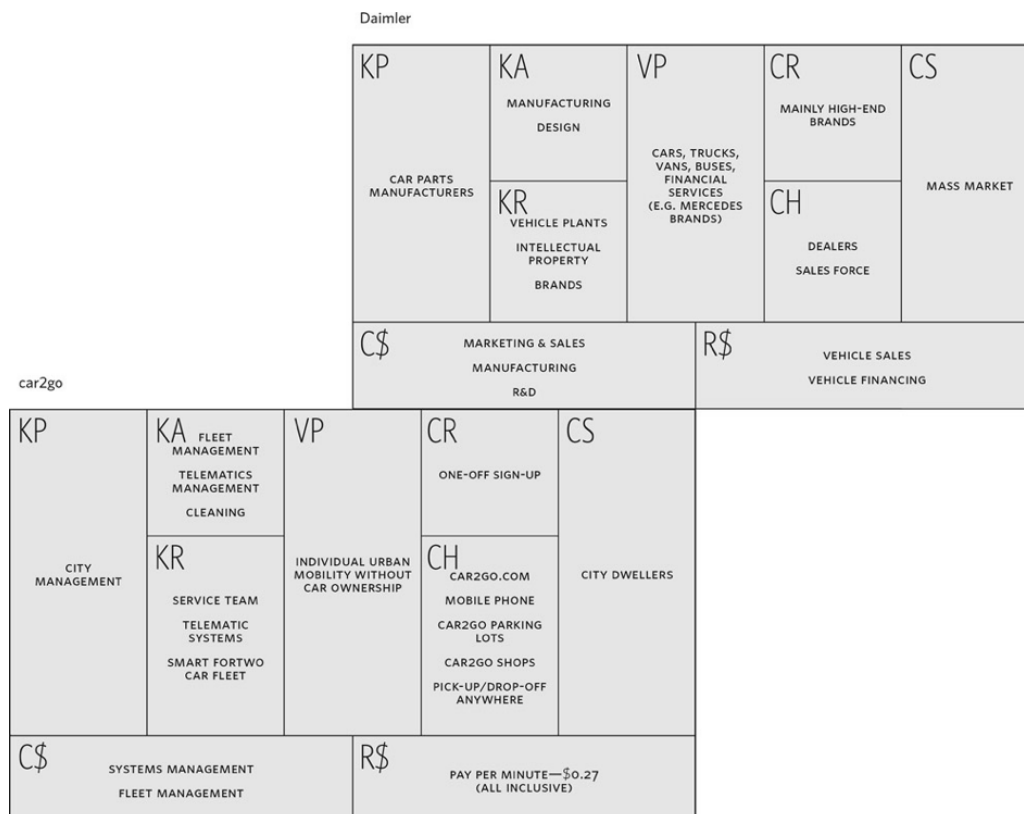 Daimler
KP
CAR PARTS
MANUFACTURERS
KA
MANUFACTURING
DESIGN
KR
VEHICLE PLANTS
INTELLECTUAL
PROPERTY
BRANDS
VP
CARS, TRUCKS,
VANS, BUSES,
FINANCIAL
SERVICES
(E.G. MERCEDES
BRANDS)
CR
MAINLY HIGH-END
BRANDS
CH
DEALERS
SALES FORCE
CS
MASS MARKET
C$
MARKETING & SALES
MANUFACTURING
R&D
R$
VEHICLE SALES
VEHICLE FINANCING
car2go
KP
CITY
MANAGEMENT
KA
FLEET
MANAGEMENT
TELEMATICS
MANAGEMENT
CLEANING
KR
SERVICE TEAM
TELEMATIC
SYSTEMS
SMART FORTWO
CAR FLEET
VP
INDIVIDUAL URBAN
MOBILITY WITHOUT
CAR OWNERSHIP
CR
ONE-OFF SIGN-UP
CH
CAR2GO.COM
MOBILE PHONE
CAR2GO PARKING
LOTS
CAR2GO SHOPS
PICK-UP/DROP-OFF
ANYWHERE
CS
CITY DWELLERS
C$
SYSTEMS MANAGEMENT
FLEET MANAGEMENT
R$
PAY PER MINUTE—$0.27
(ALL INCLUSIVE)